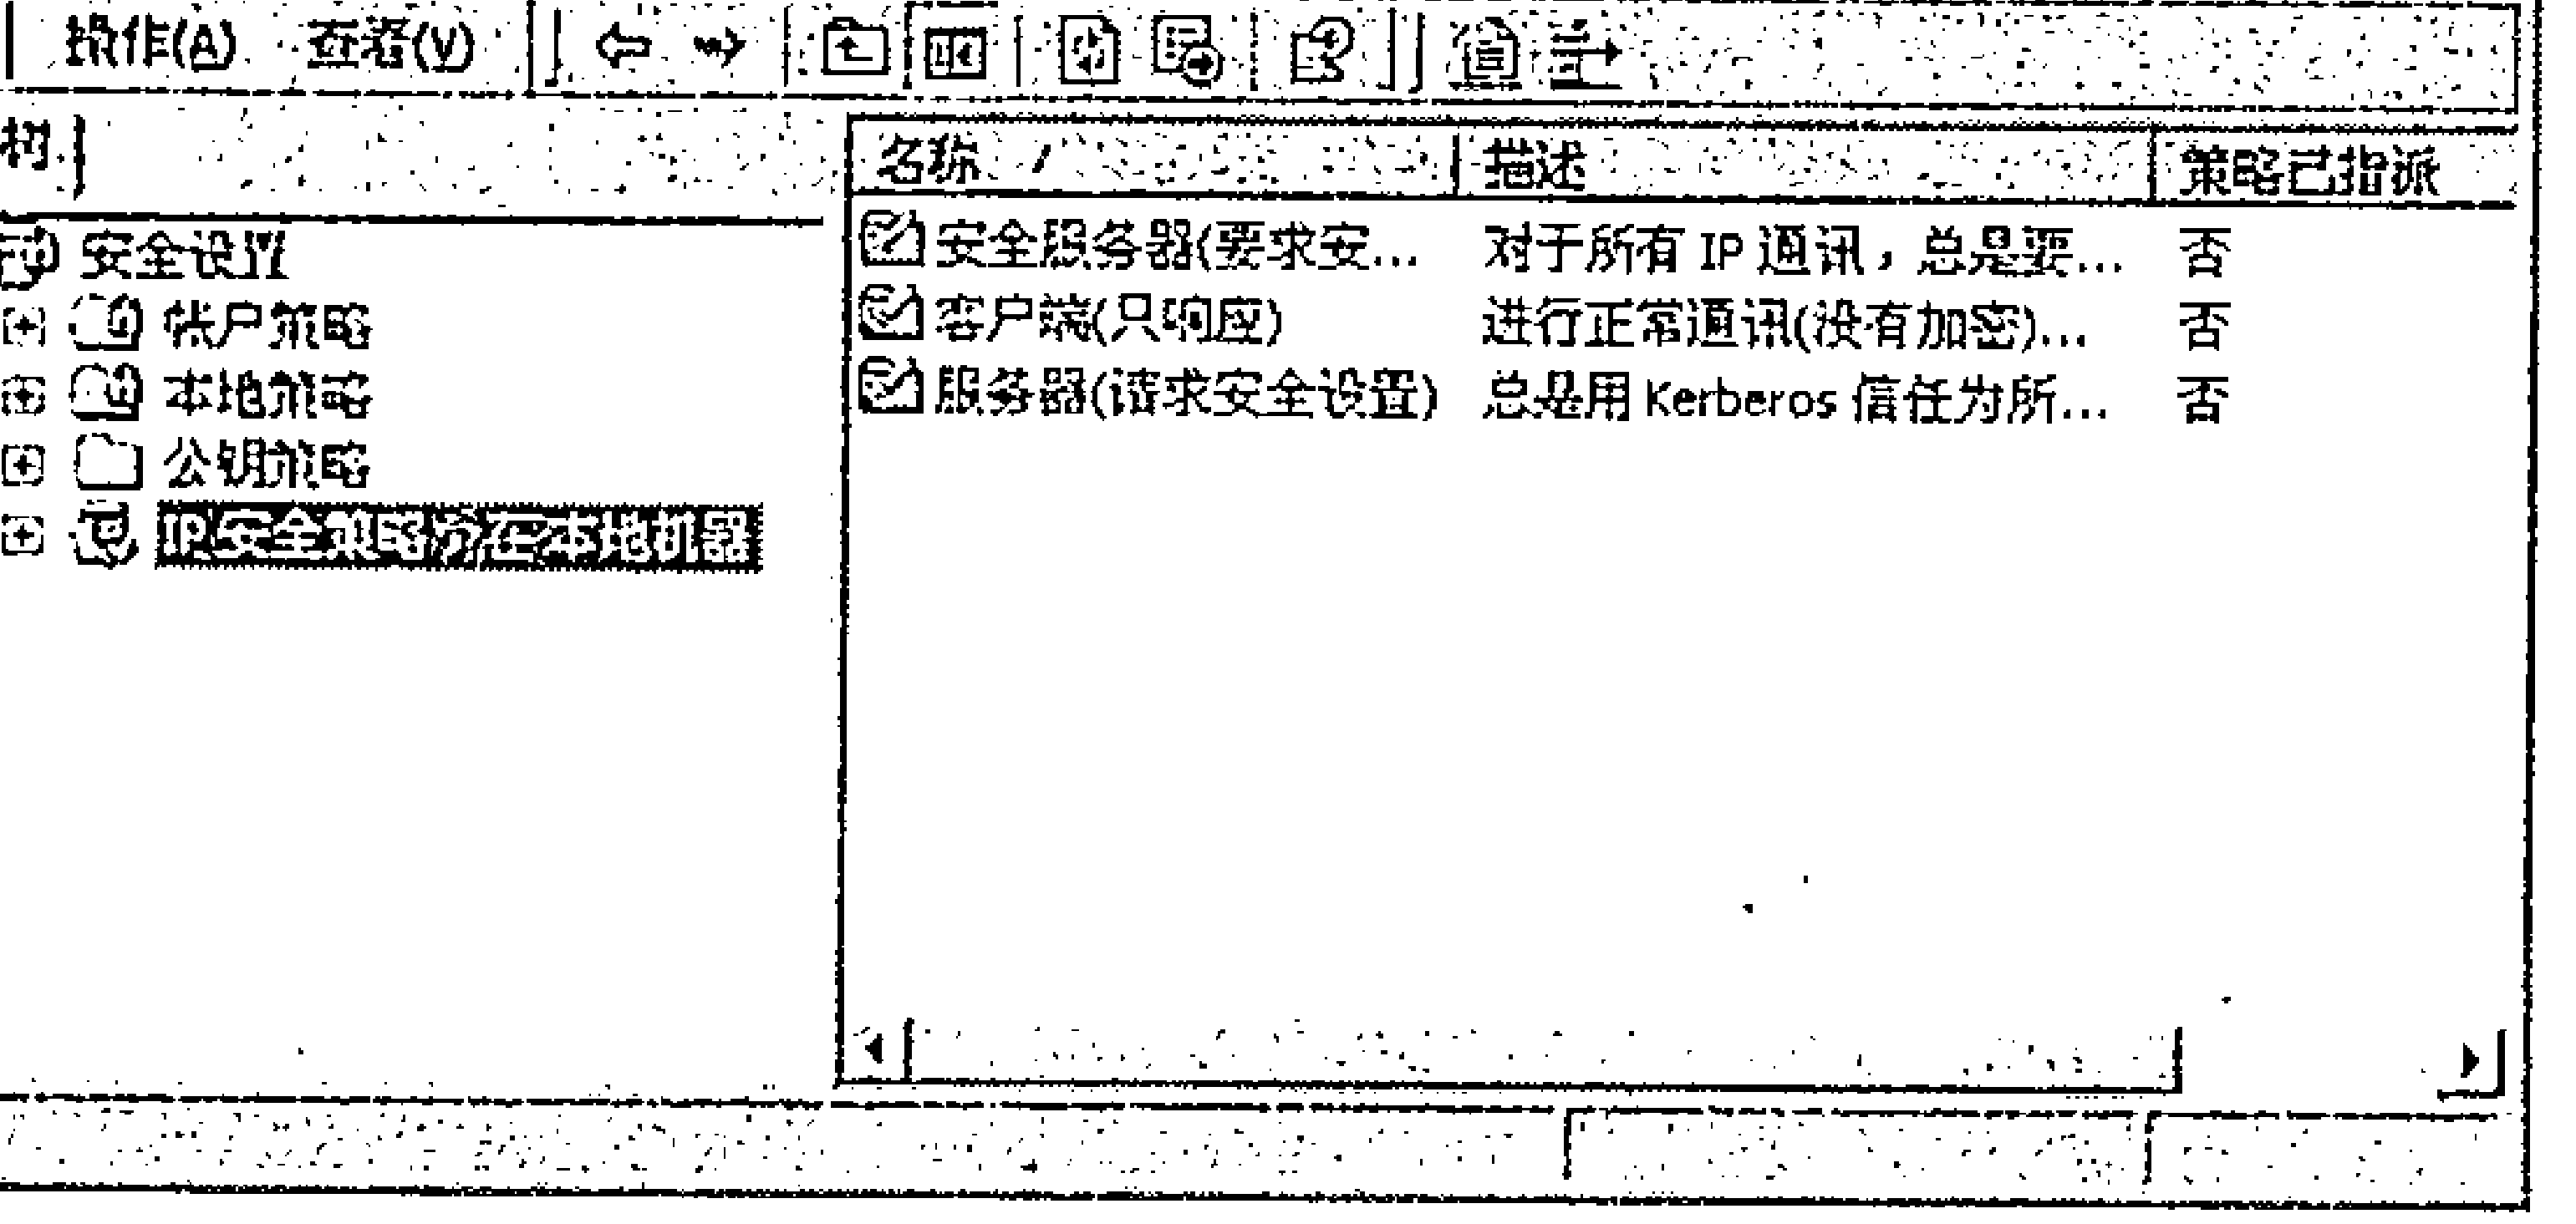 操作(A) 查看(V)
树
名称 描述 策略已指派
安全设置
帐户策略
本地策略
公钥策略
IP 安全策略，在本地机器
安全服务器(要求安... 对于所有 IP 通讯，总是要... 否
客户端(只响应) 进行正常通讯(没有加密)... 否
服务器(请求安全设置) 总是用 Kerberos 信任为所... 否